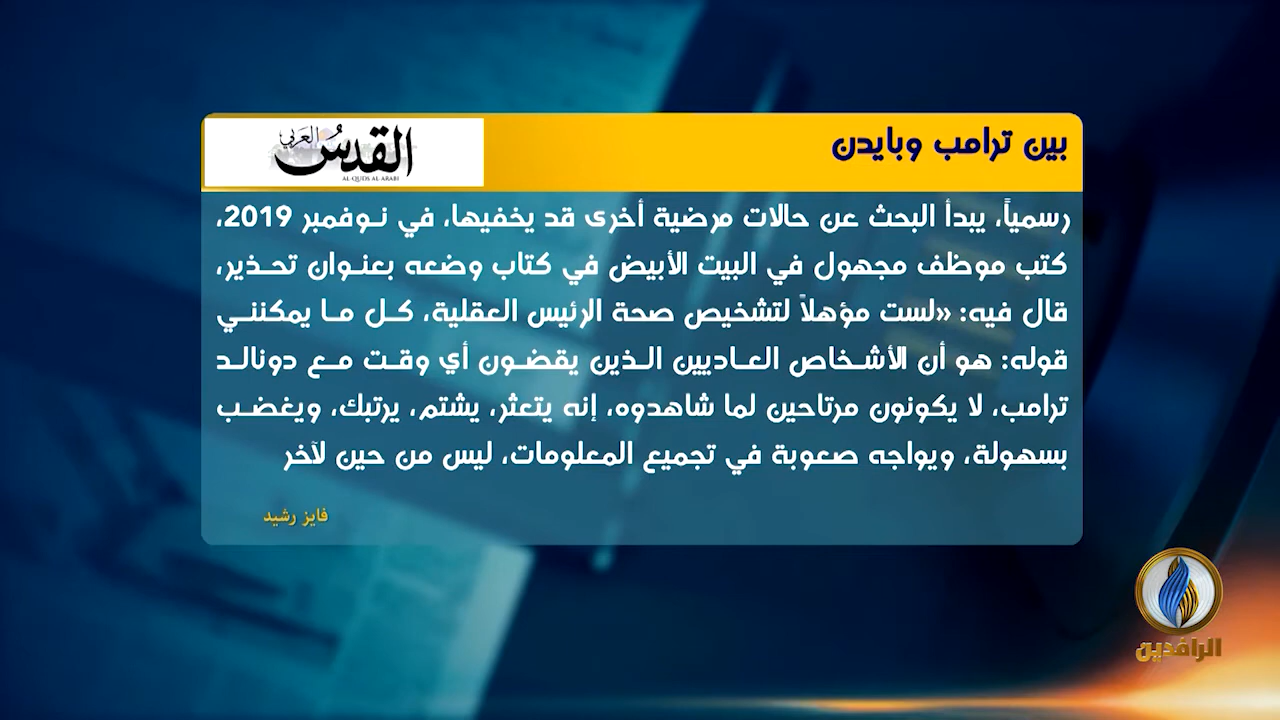 بين ترامب وبايدن
القدس العربي
AL-QUDS AL-ARABI
رسمياً، يبدأ البحث عن حالات مرضية أخرى قد يخفيها، في نوفمبر 2019،
كتب موظف مجهول في البيت الأبيض في كتاب وضعه بعنوان تحذير،
قال فيه: «لست مؤهلاً لتشخيص صحة الرئيس العقلية، كل ما يمكنني
قوله: هو أن الأشخاص العاديين الذين يقضون أي وقت مع دونالد
ترامب، لا يكونون مرتاحين لما شاهدوه، إنه يتعثر، يشتم، يرتبك، ويغضب
بسهولة، ويواجه صعوبة في تجميع المعلومات، ليس من حين لآخر
فايز رشيد
الرافدين